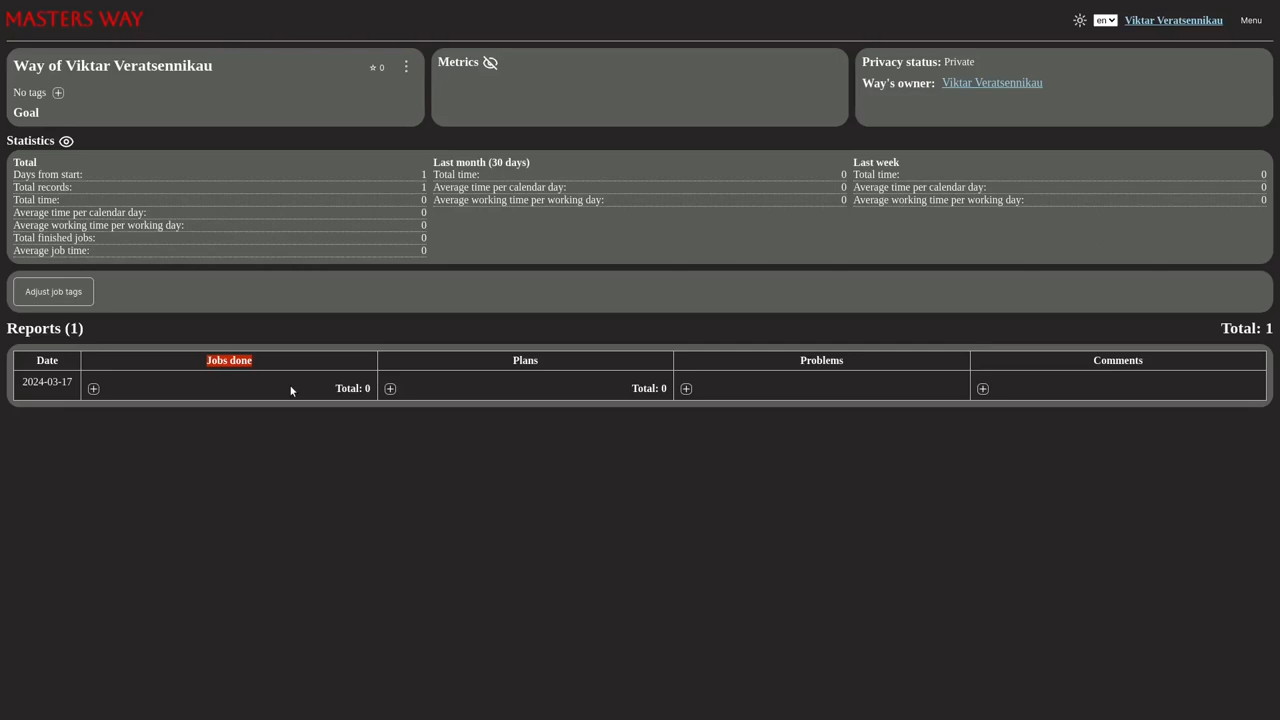 MASTERS WAY en Viktar Veratsennikau Menu
Way of Viktar Veratsennikau 0
No tags
Goal
Metrics
Privacy status: Private
Way's owner: Viktar Veratsennikau
Statistics
Total
Days from start: 1
Total records: 1
Total time: 0
Average time per calendar day: 0
Average working time per working day: 0
Total finished jobs: 0
Average job time: 0
Last month (30 days)
Total time: 0
Average time per calendar day: 0
Average working time per working day: 0
Last week
Total time: 0
Average time per calendar day: 0
Average working time per working day: 0
Adjust job tags
Reports (1) Total: 1
Date Jobs done Plans Problems Comments
2024-03-17 Total: 0 Total: 0